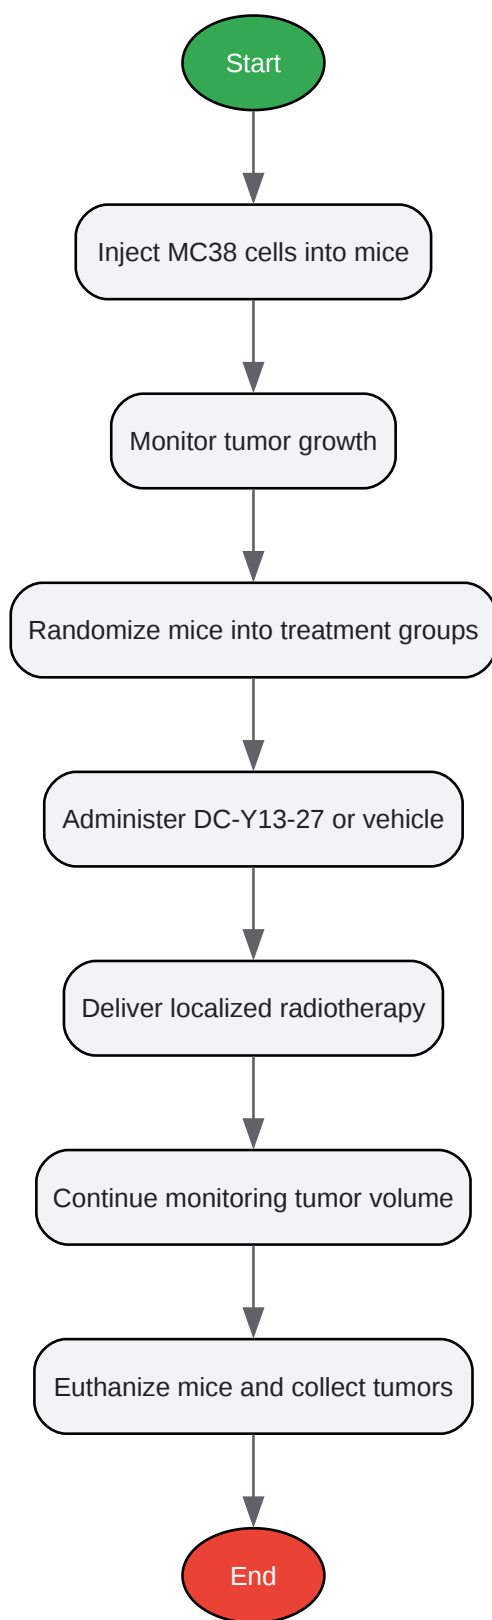 Start
Inject MC38 cells into mice
Monitor tumor growth
Randomize mice into treatment groups
Administer DC-Y13-27 or vehicle
Deliver localized radiotherapy
Continue monitoring tumor volume
Euthanize mice and collect tumors
End